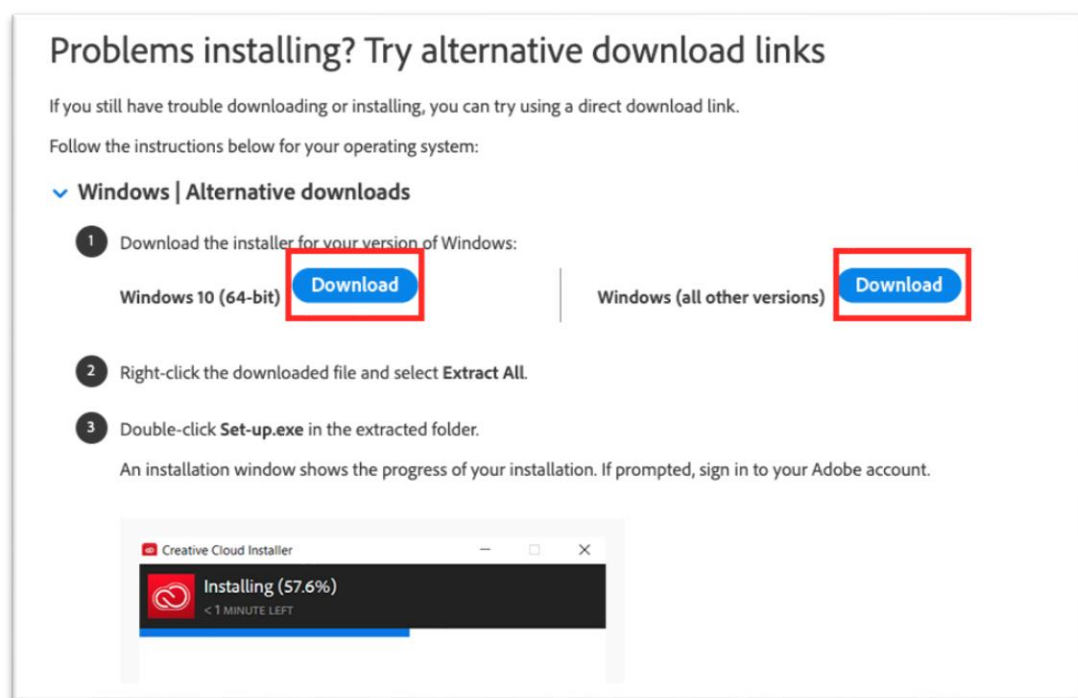 Problems installing? Try alternative download links
If you still have trouble downloading or installing, you can try using a direct download link.
Follow the instructions below for your operating system:
Windows | Alternative downloads
1 Download the installer for your version of Windows:
Windows 10 (64-bit) Download Windows (all other versions) Download
2 Right-click the downloaded file and select Extract All.
3 Double-click Set-up.exe in the extracted folder.
An installation window shows the progress of your installation. If prompted, sign in to your Adobe account.
Creative Cloud Installer
Installing (57.6%)
< 1 MINUTE LEFT